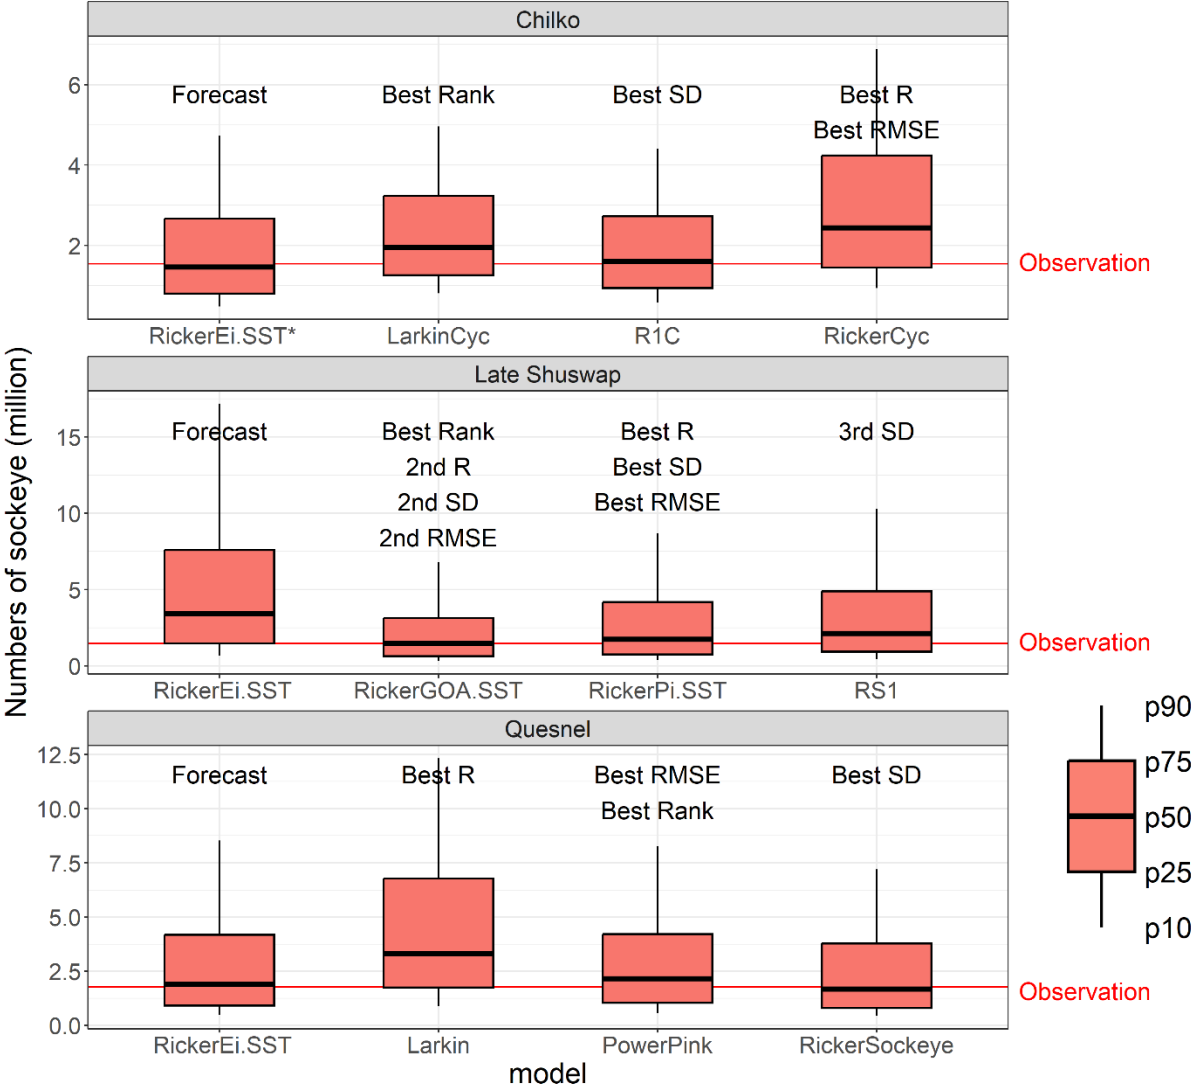 Chilko
6
4
2
Forecast
Best Rank
Best SD
Best R
Best RMSE
Observation
RickerEi.SST*
LarkinCyc
R1C
RickerCyc
Numbers of sockeye (million)
Late Shuswap
15
10
5
0
Forecast
Best Rank
2nd R
2nd SD
2nd RMSE
Best R
Best SD
Best RMSE
3rd SD
Observation
RickerEi.SST
RickerGOA.SST
RickerPi.SST
RS1
Quesnel
12.5
10.0
7.5
5.0
2.5
0.0
Forecast
Best R
Best RMSE
Best Rank
Best SD
Observation
RickerEi.SST
Larkin
PowerPink
RickerSockeye
model
p90
p75
p50
p25
p10